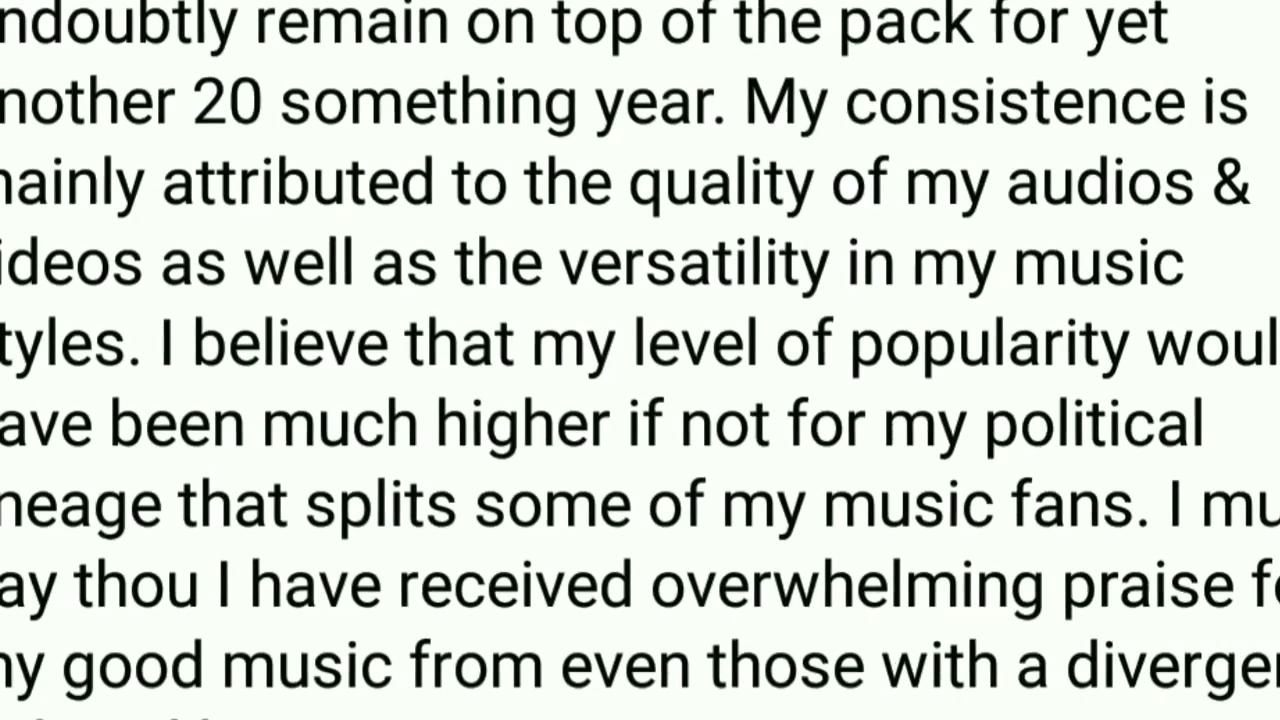 ndoubtly remain on top of the pack for yet
nother 20 something year. My consistence is
ainly attributed to the quality of my audios &
ideos as well as the versatility in my music
tyles. I believe that my level of popularity woul
ave been much higher if not for my political
neage that splits some of my music fans. I mu
ay thou I have received overwhelming praise fo
ny good music from even those with a divergen